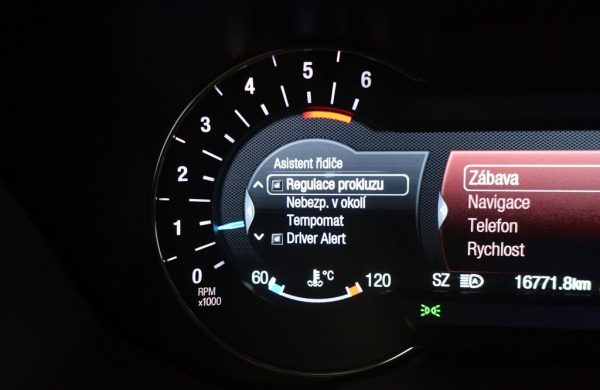 6
5
4
3
2
1
0
RPM
x1000
Asistent řidiče
Regulace prokluzu
Nebezp. v okolí
Tempomat
Driver Alert
60
°C
120
Zábava
Navigace
Telefon
Rychlost
SZ
A
16771.8km